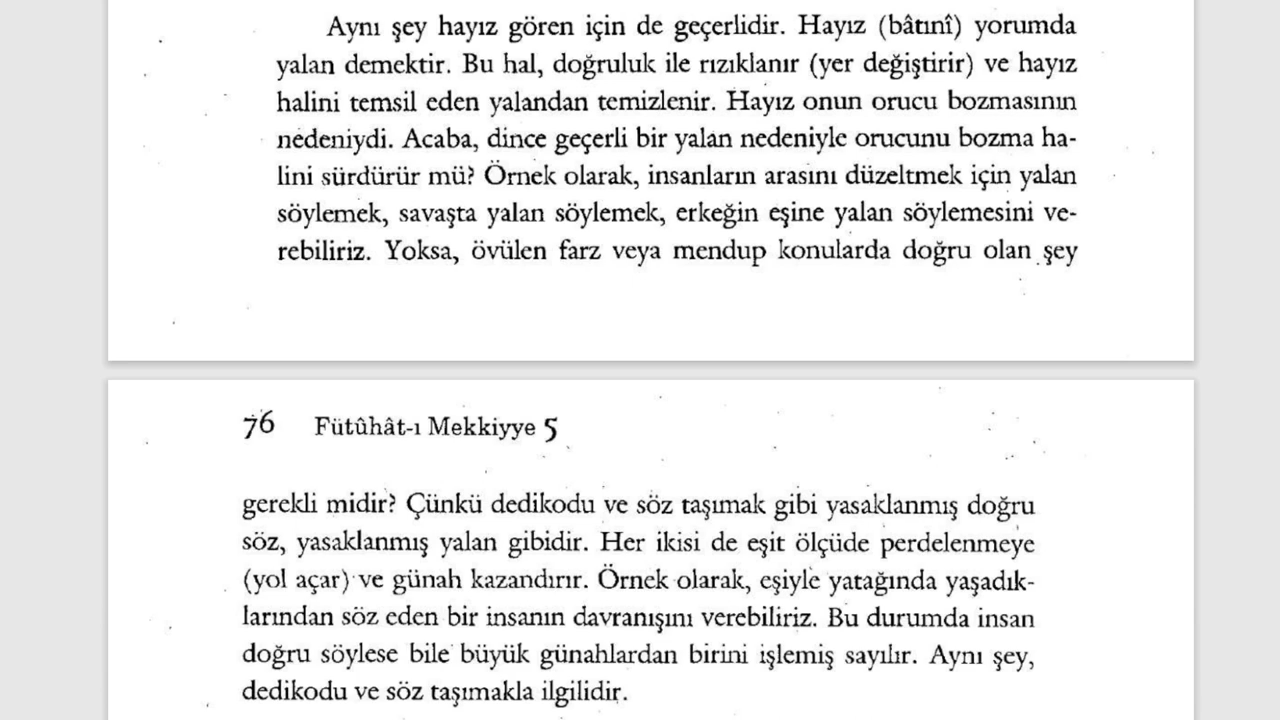 Aynı şey hayız gören için de geçerlidir. Hayız (bâtınî) yorumda
yalan demektir. Bu hal, doğruluk ile rızıklanır (yer değiştirir) ve hayız
halini temsil eden yalandan temizlenir. Hayız onun orucu bozmasının
nedeniydi. Acaba, dince geçerli bir yalan nedeniyle orucunu bozma ha-
lini sürdürür mü? Örnek olarak, insanların arasını düzeltmek için yalan
söylemek, savaşta yalan söylemek, erkeğin eşine yalan söylemesini ve-
rebiliriz. Yoksa, övülen farz veya mendup konularda doğru olan şey
76 Fütûhât-ı Mekkiyye 5
gerekli midir? Çünkü dedikodu ve söz taşımak gibi yasaklanmış doğru
söz, yasaklanmış yalan gibidir. Her ikisi de eşit ölçüde perdelenmeye
(yol açar) ve günah kazandırır. Örnek olarak, eşiyle yatağında yaşadık-
larından söz eden bir insanın davranışını verebiliriz. Bu durumda insan
doğru söylese bile büyük günahlardan birini işlemiş sayılır. Aynı şey,
dedikodu ve söz taşımakla ilgilidir.